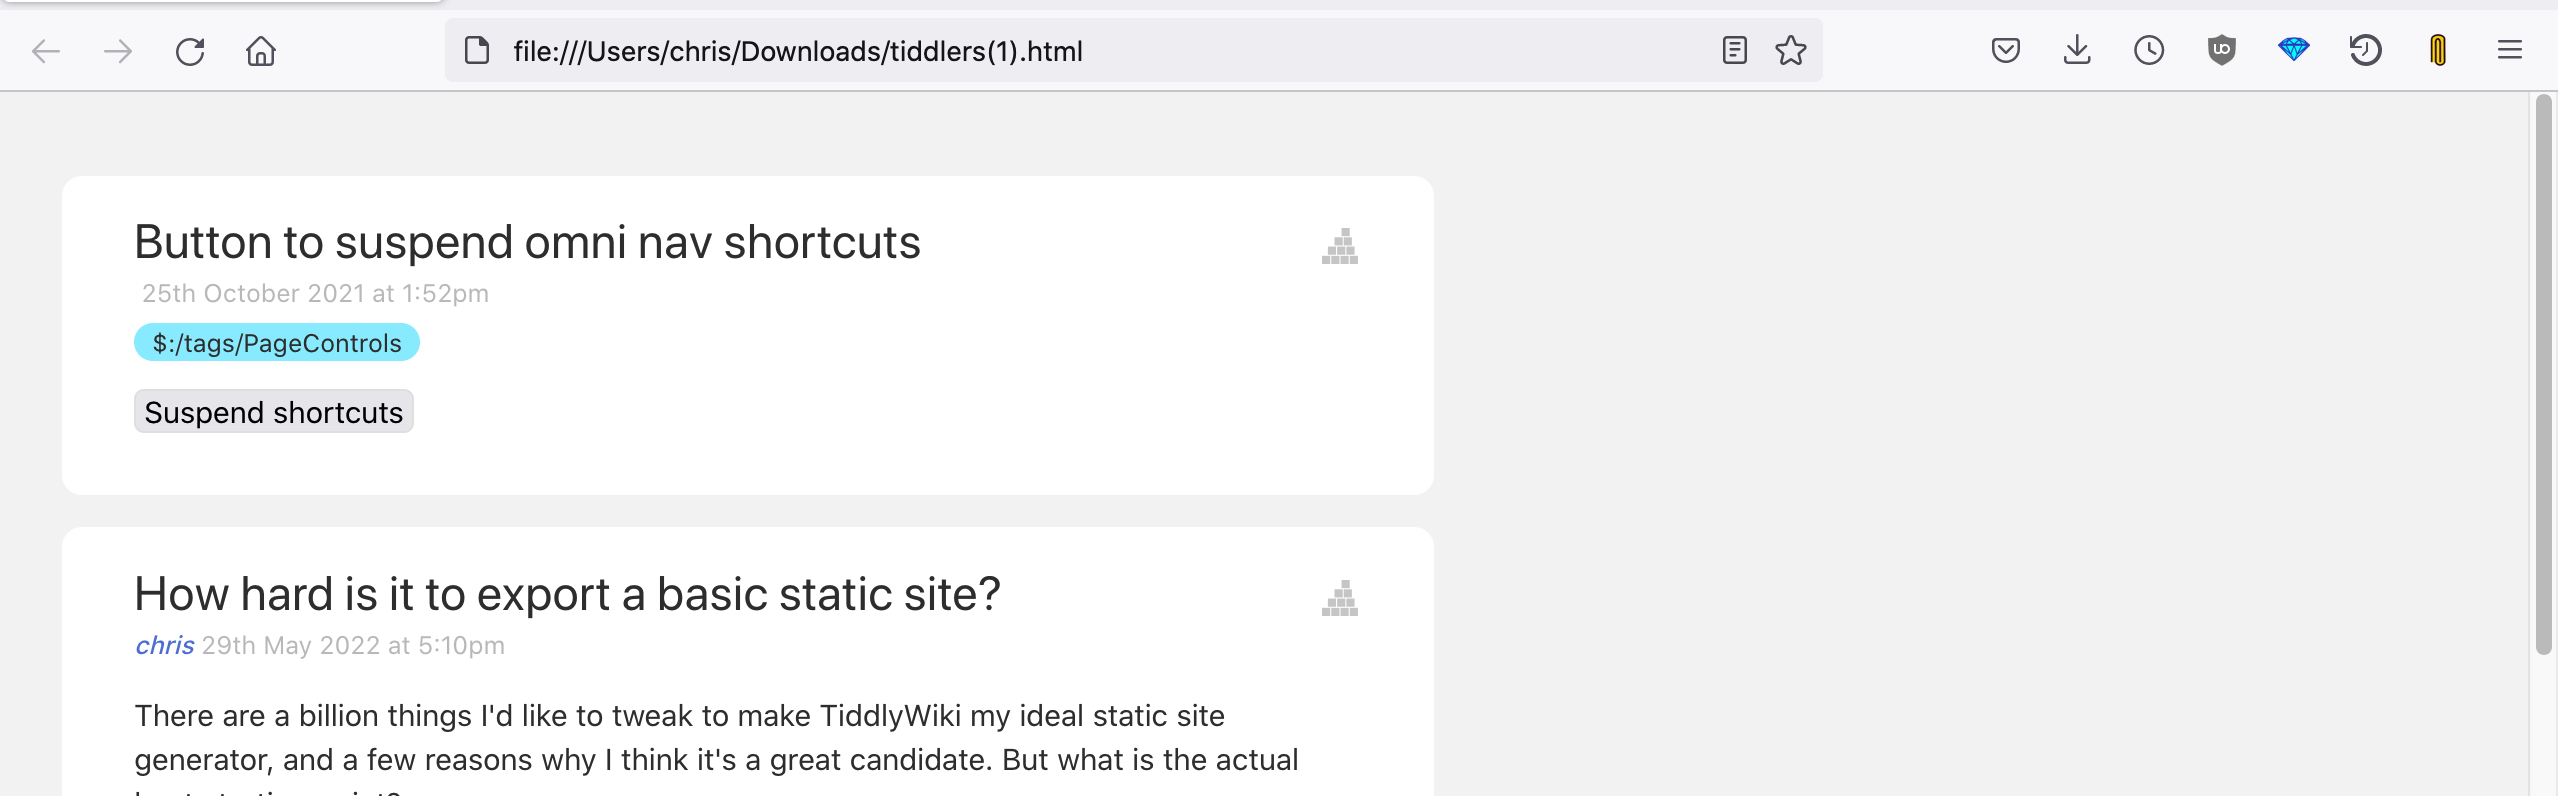 file:///Users/chris/Downloads/tiddlers(1).html
Button to suspend omni nav shortcuts
25th October 2021 at 1:52pm
$:/tags/PageControls
Suspend shortcuts
How hard is it to export a basic static site?
chris 29th May 2022 at 5:10pm
There are a billion things I'd like to tweak to make TiddlyWiki my ideal static site
generator, and a few reasons why I think it's a great candidate. But what is the actual